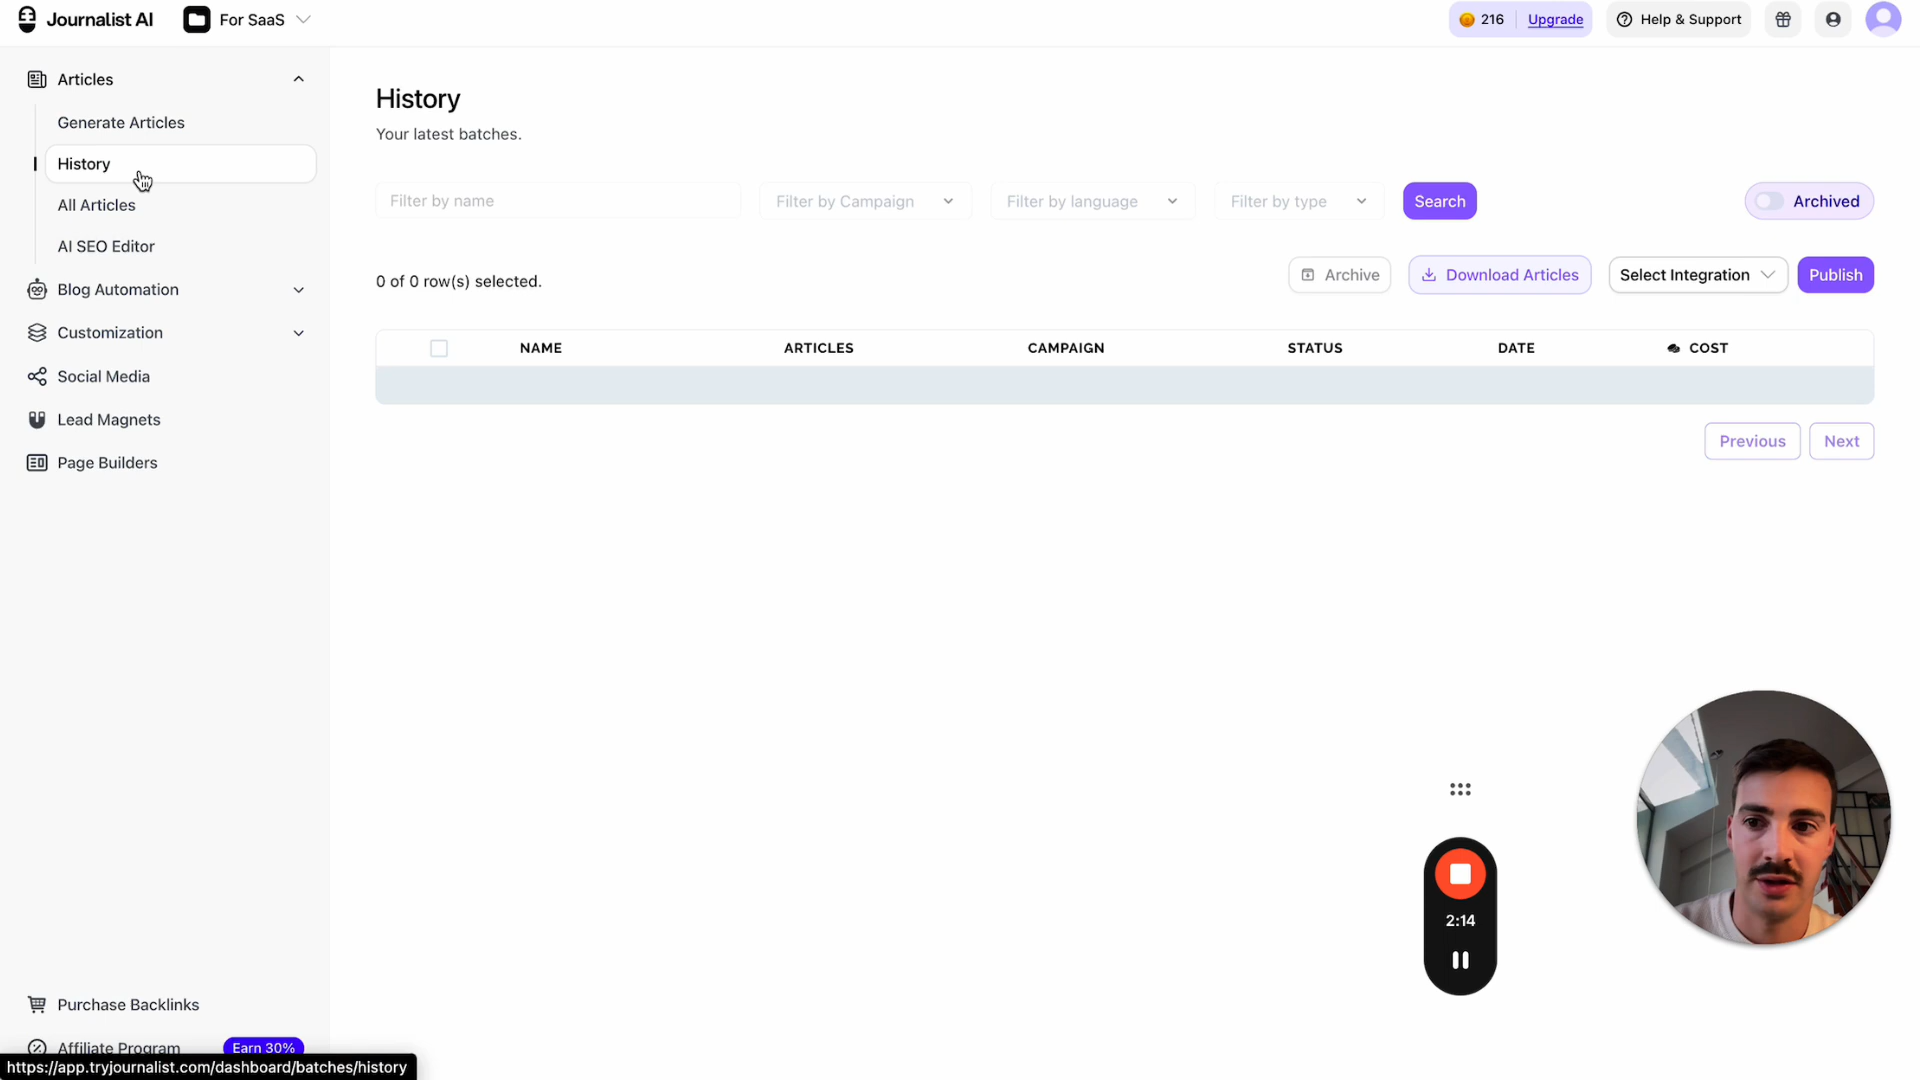 Journalist AI
For SaaS
216
Upgrade
Help & Support
Articles
Generate Articles
History
All Articles
AI SEO Editor
Blog Automation
Customization
Social Media
Lead Magnets
Page Builders
Purchase Backlinks
Affiliate Program
Earn 30%
https://app.tryjournalist.com/dashboard/batches/history
History
Your latest batches.
Filter by name
Filter by Campaign
Filter by language
Filter by type
Search
Archived
0 of 0 row(s) selected.
Archive
Download Articles
Select Integration
Publish
NAME
ARTICLES
CAMPAIGN
STATUS
DATE
COST
Previous
Next
2:14